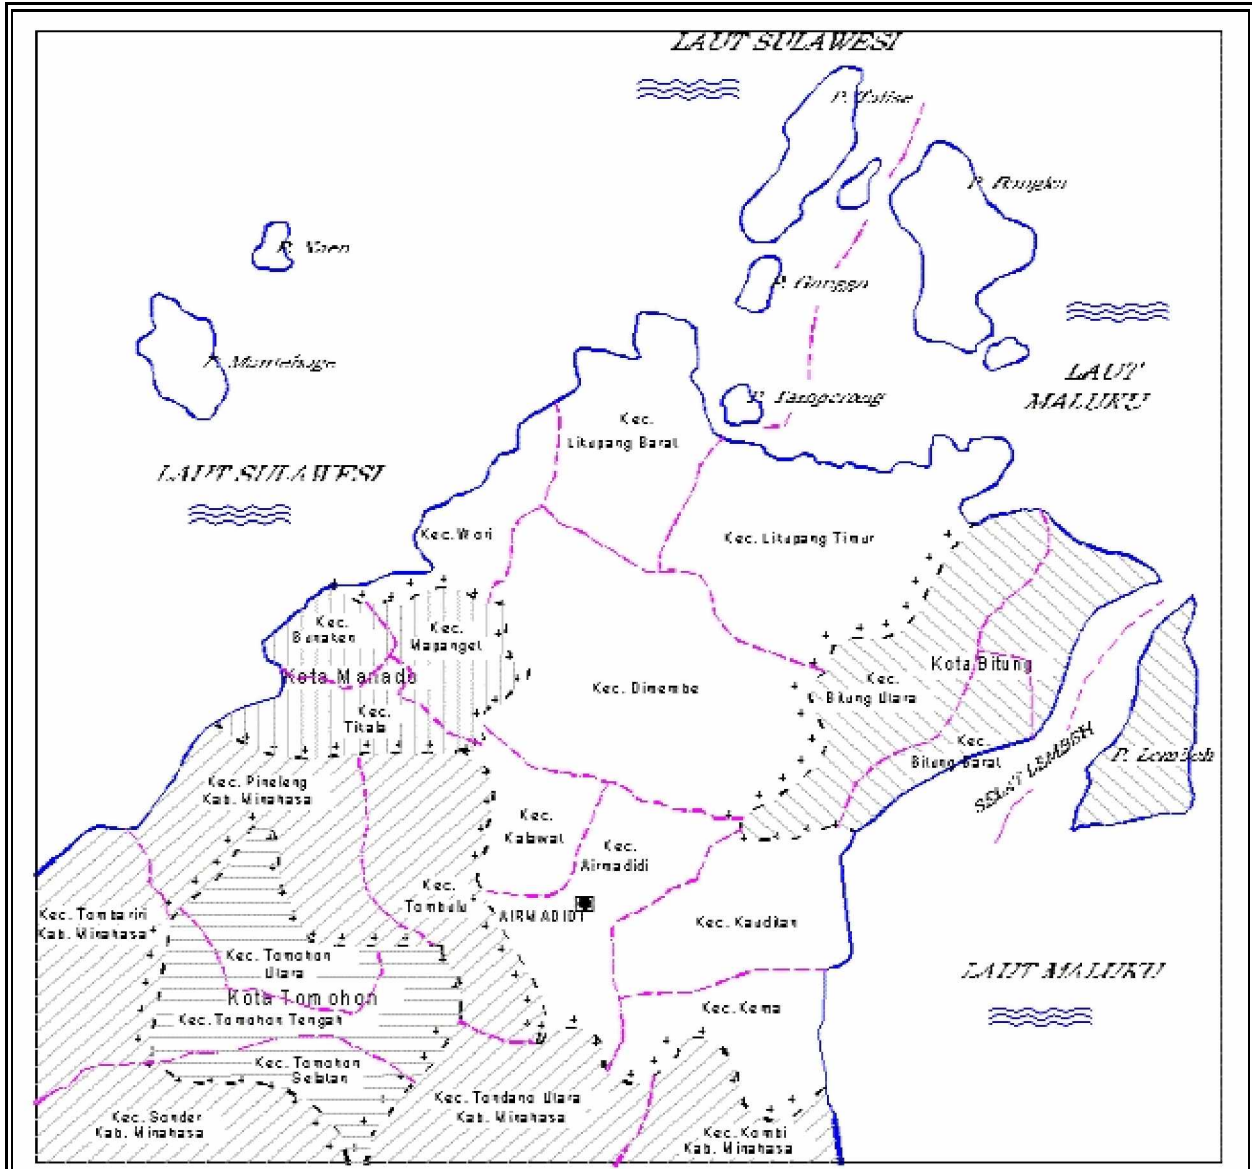 LAUT SULAWESI
P. Talise
P. Bangka
P. Naen
P. Gangga
P. Mantehage
LAUT
MALUKU
P. Tamperong
Kec.
Likupang Barat
LAUT SULAWESI
Kec. Wori
Kec. Likupang Timur
Kec.
Bunaken
Kec.
Mapanget
Kota Manado
Kec. Dimembe
Kota Bitung
Kec.
Bitung Utara
Kec.
Tikala
Kec.
Bitung Barat
SELAT LEMBEH
P. Lembeh
Kec. Pineleng
Kab. Minahasa
Kec.
Kalawat
Kec.
Airmadidi
Kec.
Tombulu
AIRMADIDI
Kec. Tombariri
Kab. Minahasa
Kec. Kauditan
Kec. Tomohon
Utara
LAUT MALUKU
Kota Tomohon
Kec. Kema
Kec. Tomohon Tengah
Kec. Tomohon
Selatan
Kec. Tondano Utara
Kab. Minahasa
Kec. Sonder
Kab. Minahasa
Kec. Kombi
Kab. Minahasa